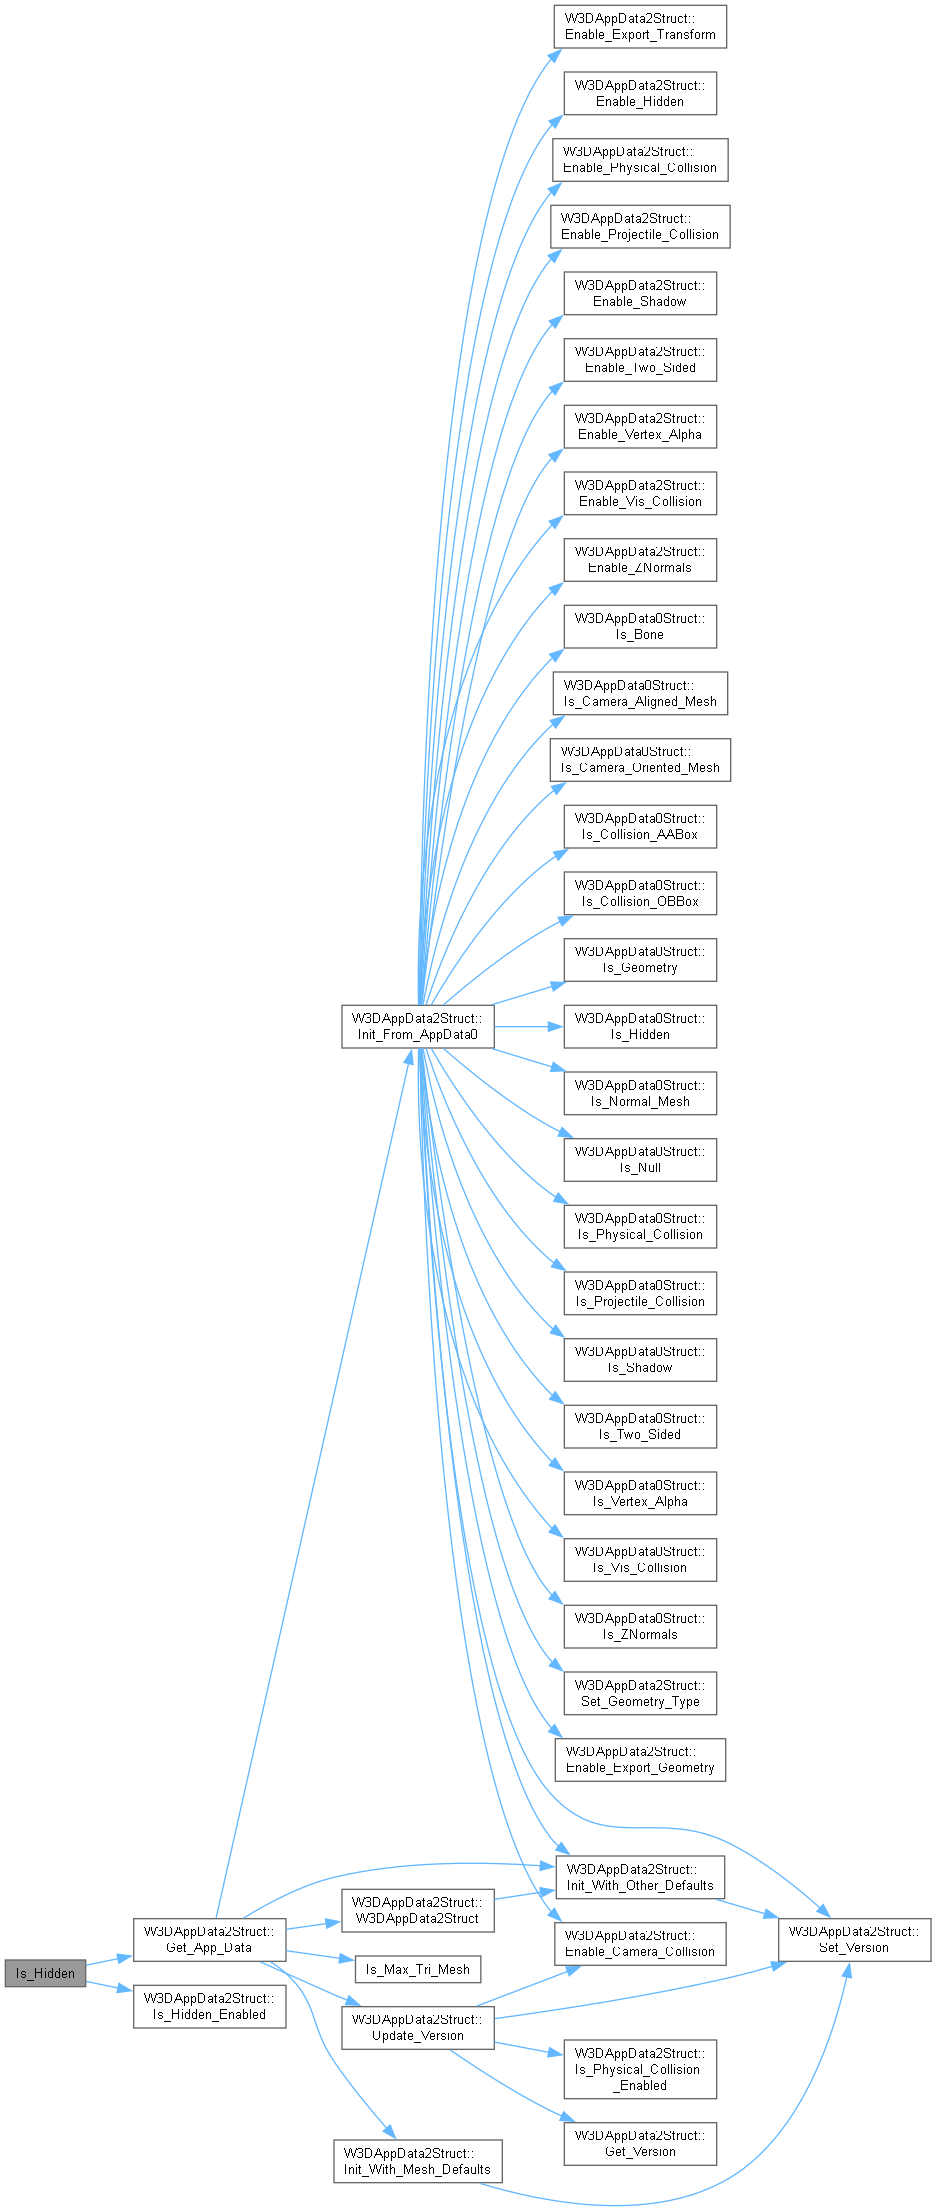 W3DAppData2Struct::
Enable_Export_Transform
W3DAppData2Struct::
Enable_Hidden
W3DAppData2Struct::
Enable_Physical_Collision
W3DAppData2Struct::
Enable_Projectile_Collision
W3DAppData2Struct::
Enable_Shadow
W3DAppData2Struct::
Enable_Two_Sided
W3DAppData2Struct::
Enable_Vertex_Alpha
W3DAppData2Struct::
Enable_Vis_Collision
W3DAppData2Struct::
Enable_ZNormals
W3DAppData0Struct::
Is_Bone
W3DAppData0Struct::
Is_Camera_Aligned_Mesh
W3DAppData0Struct::
Is_Camera_Oriented_Mesh
W3DAppData0Struct::
Is_Collision_AABox
W3DAppData0Struct::
Is_Collision_OBBox
W3DAppData0Struct::
Is_Geometry
W3DAppData2Struct::
Init_From_AppData0
W3DAppData0Struct::
Is_Hidden
W3DAppData0Struct::
Is_Normal_Mesh
W3DAppData0Struct::
Is_Null
W3DAppData0Struct::
Is_Physical_Collision
W3DAppData0Struct::
Is_Projectile_Collision
W3DAppData0Struct::
Is_Shadow
W3DAppData0Struct::
Is_Two_Sided
W3DAppData0Struct::
Is_Vertex_Alpha
W3DAppData0Struct::
Is_Vis_Collision
W3DAppData0Struct::
Is_ZNormals
W3DAppData2Struct::
Set_Geometry_Type
W3DAppData2Struct::
Enable_Export_Geometry
W3DAppData2Struct::
Init_With_Other_Defaults
W3DAppData2Struct::
W3DAppData2Struct
W3DAppData2Struct::
Get_App_Data
W3DAppData2Struct::
Enable_Camera_Collision
W3DAppData2Struct::
Set_Version
Is_Hidden
Is_Max_Tri_Mesh
W3DAppData2Struct::
Is_Hidden_Enabled
W3DAppData2Struct::
Update_Version
W3DAppData2Struct::
Is_Physical_Collision
_Enabled
W3DAppData2Struct::
Get_Version
W3DAppData2Struct::
Init_With_Mesh_Defaults